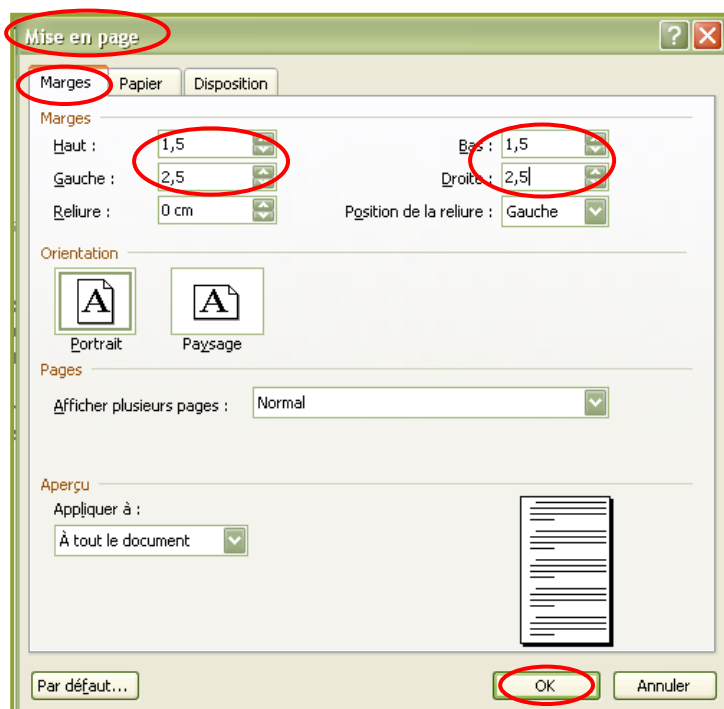 Mise en page
Marges Papier Disposition
Marges
Haut : 1,5 Bas : 1,5
Gauche : 2,5 Droite : 2,5
Reliure : 0 cm Position de la reliure : Gauche
Orientation
A A
Portrait Paysage
Pages
Afficher plusieurs pages : Normal
Aperçu
Appliquer à :
À tout le document
Par défaut... OK Annuler